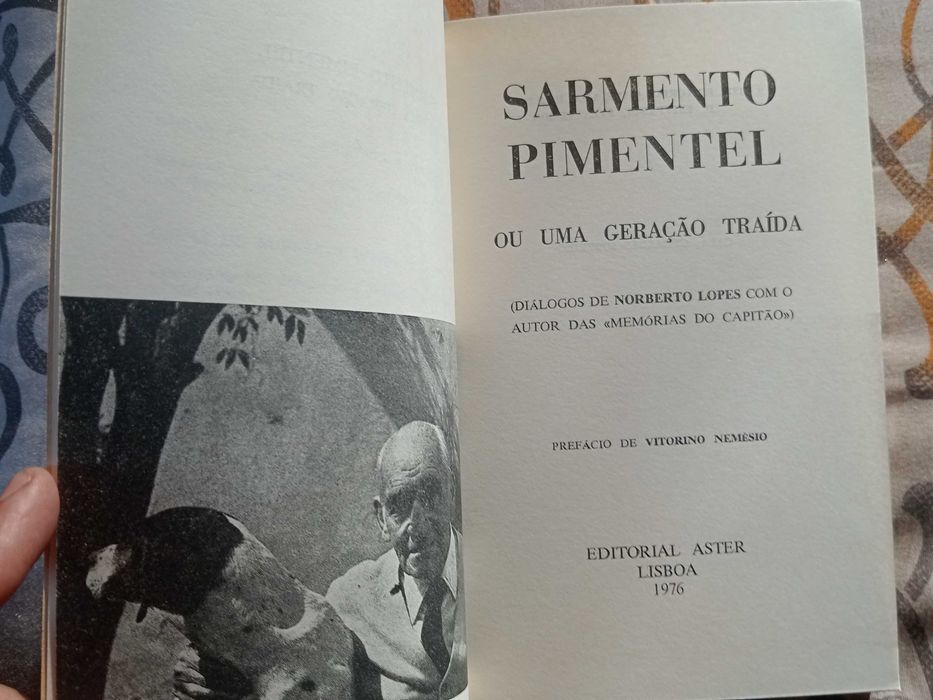 SARMENTO
PIMENTEL
OU UMA GERAÇÃO TRAÍDA
(DIÁLOGOS DE NORBERTO LOPES COM O
AUTOR DAS «MEMÓRIAS DO CAPITÃO»)
PREFÁCIO DE VITORINO NEMÉSIO
EDITORIAL ASTER
LISBOA
1976